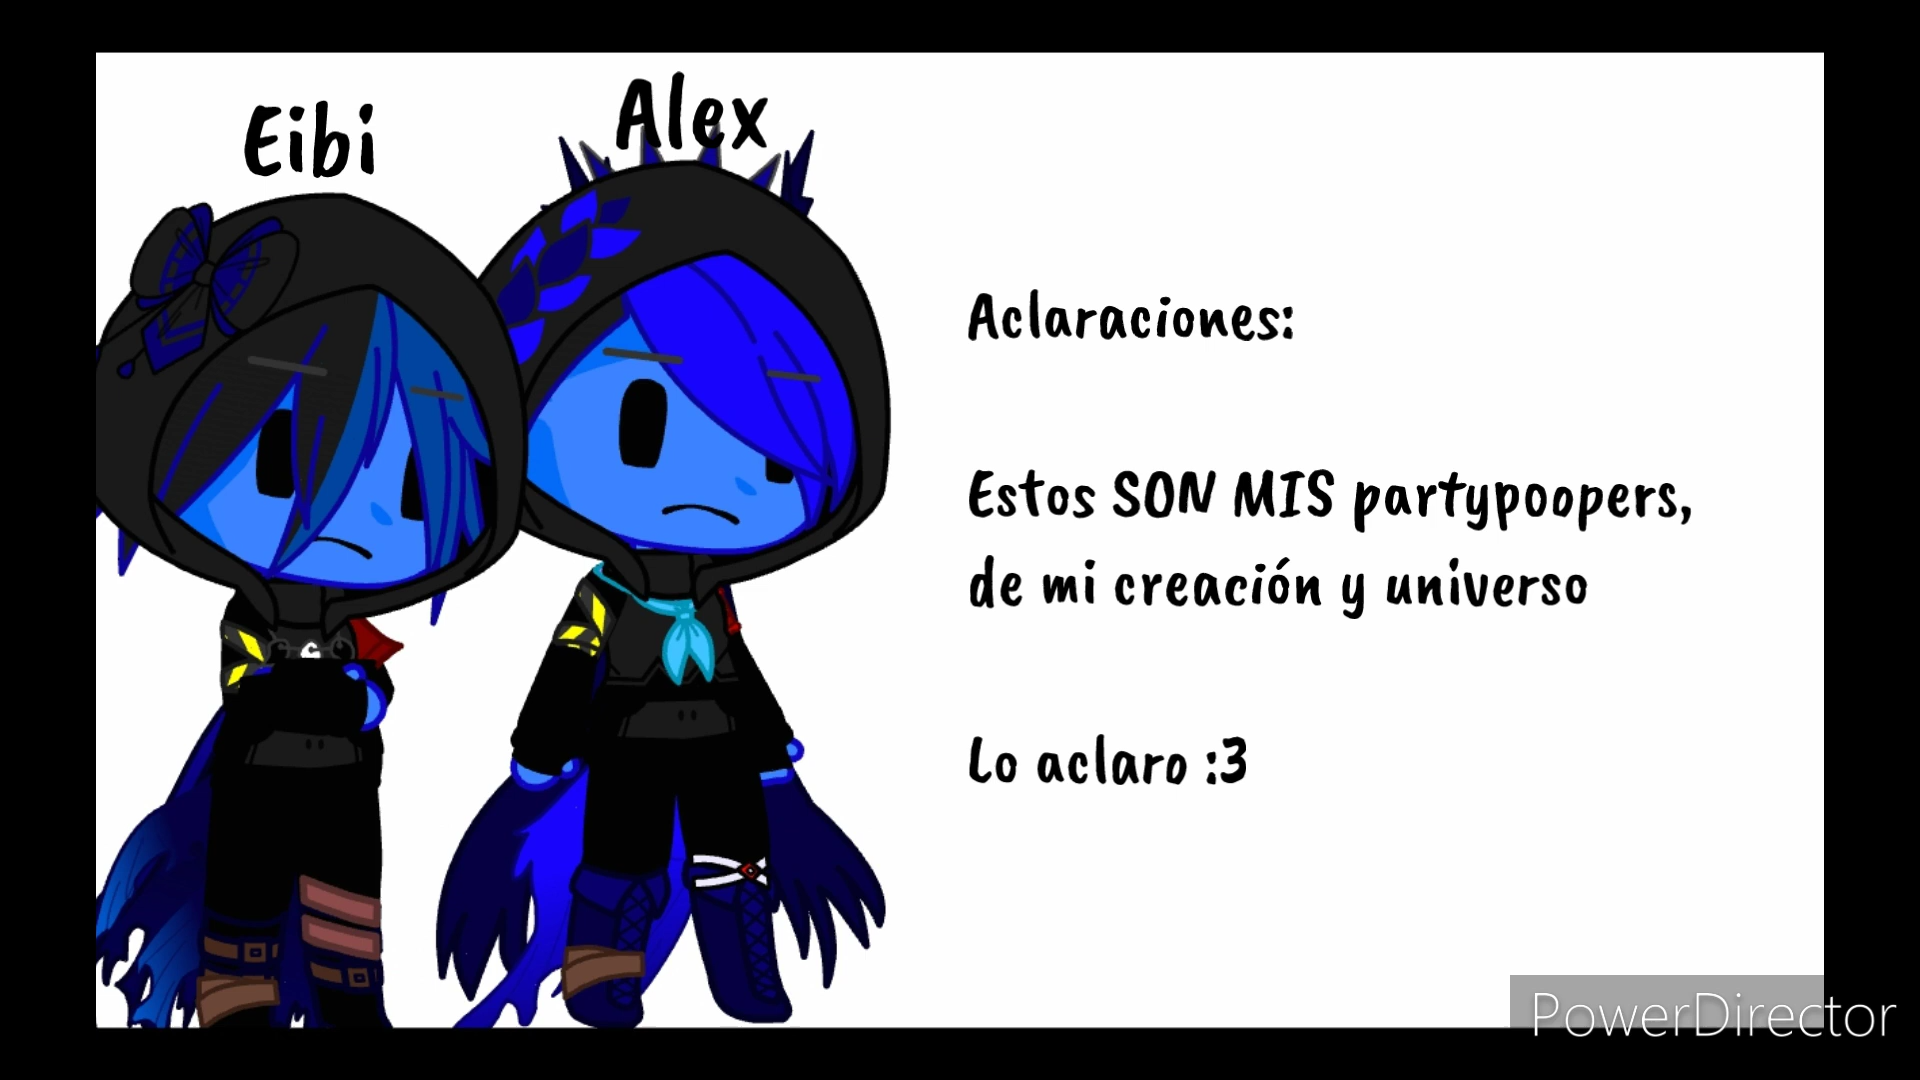 Eibi
Alex
Aclaraciones:
Estos SON MIS partypoopers,
de mi creación y universo
Lo aclaro :3
PowerDirector